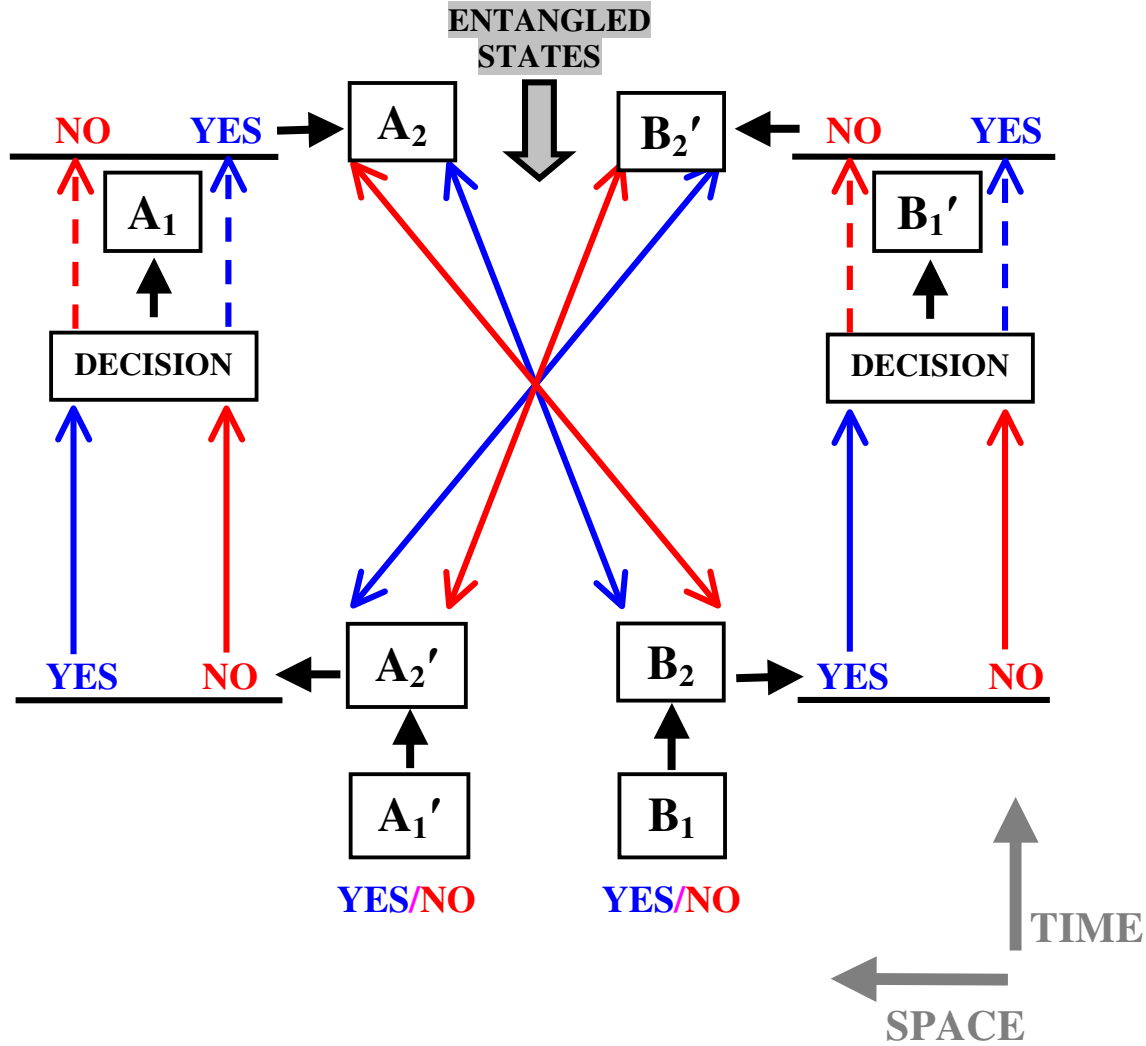 ENTANGLED
STATES
NO YES
A₂
B₂′
NO YES
A₁
B₁′
DECISION
DECISION
YES NO
A₂′
B₂
YES NO
A₁′
B₁
YES/NO
YES/NO
TIME
SPACE